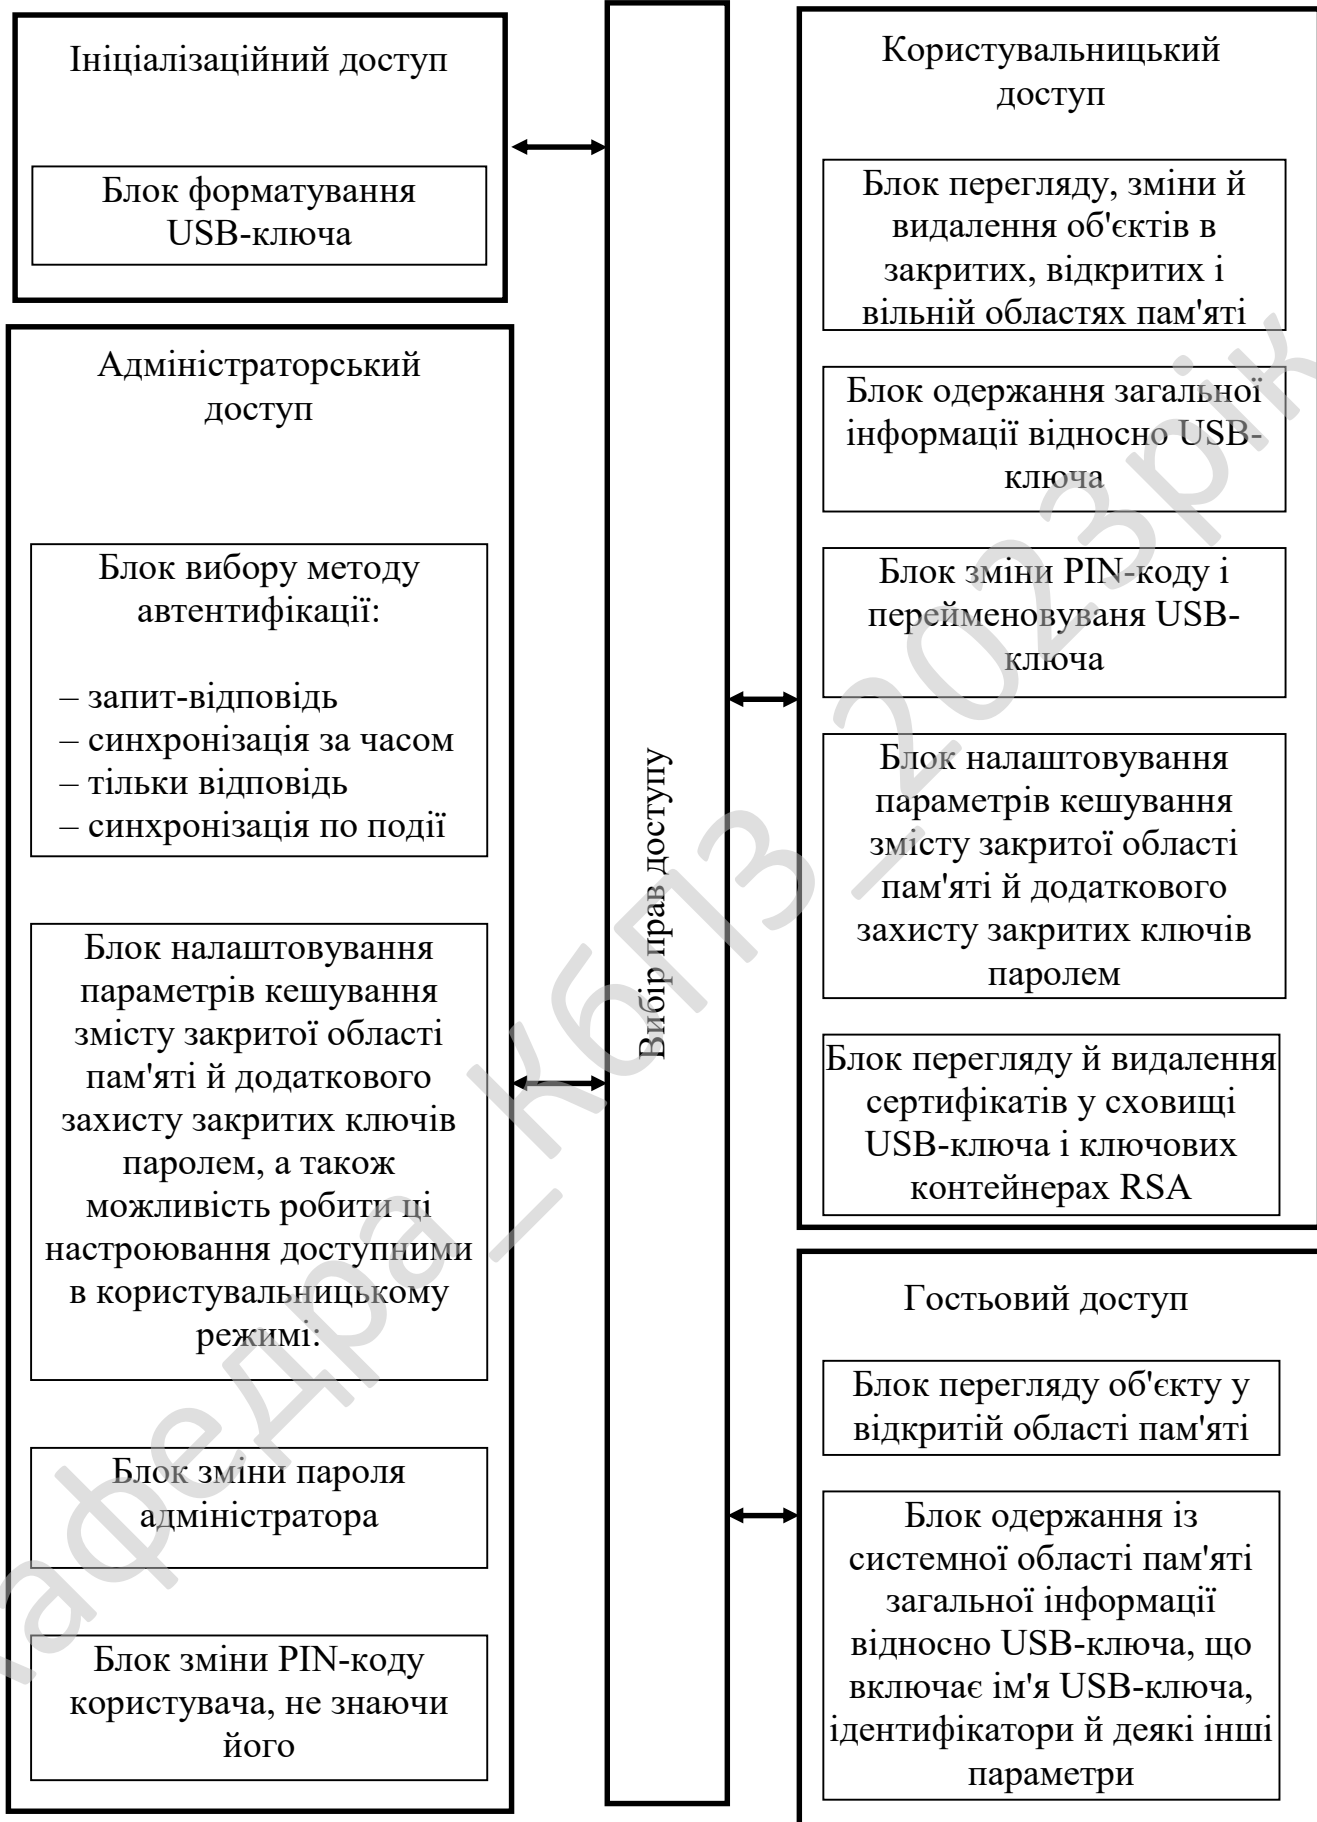 Ініціалізаційний доступ
Блок форматування
USB-ключа
Адміністраторський
доступ
Блок вибору методу
автентифікації:
– запит-відповідь
– синхронізація за часом
– тільки відповідь
– синхронізація по події
Блок налаштовування
параметрів кешування
змісту закритої області
пам'яті й додаткового
захисту закритих ключів
паролем, а також
можливість робити ці
настроювання доступними
в користувальницькому
режимі:
Блок зміни пароля
адміністратора
Блок зміни PIN-коду
користувача, не знаючи
його
Вибір прав доступу
Користувальницький
доступ
Блок перегляду, зміни й
видалення об'єктів в
закритих, відкритих і
вільній областях пам'яті
Блок одержання загальної
інформації відносно USB-
ключа
Блок зміни PIN-коду і
перейменовуваня USB-
ключа
Блок налаштовування
параметрів кешування
змісту закритої області
пам'яті й додаткового
захисту закритих ключів
паролем
Блок перегляду й видалення
сертифікатів у сховищі
USB-ключа і ключових
контейнерах RSA
Гостьовий доступ
Блок перегляду об'єкту у
відкритій області пам'яті
Блок одержання із
системної області пам'яті
загальної інформації
відносно USB-ключа, що
включає ім'я USB-ключа,
ідентифікатори й деякі інші
параметри
кафедра_КбПЗ_2023рік